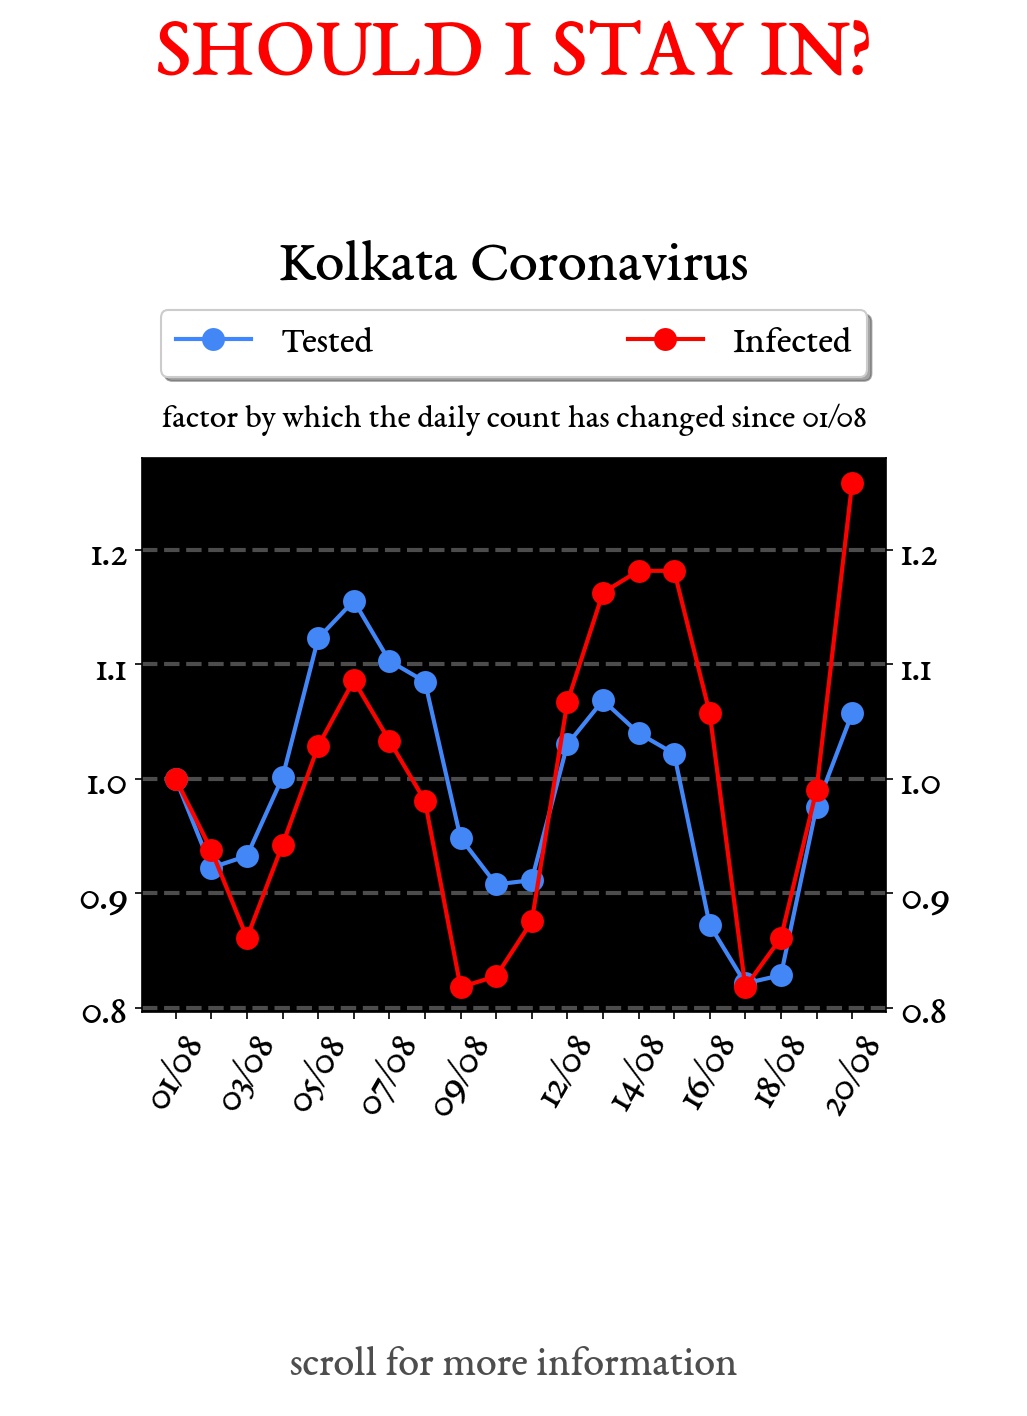 SHOULD I STAY IN?
Kolkata Coronavirus
Tested Infected
factor by which the daily count has changed since 01/08
1.2 1.2
1.1 1.1
1.0 1.0
0.9 0.9
0.8 0.8
01/08 03/08 05/08 07/08 09/08 12/08 14/08 16/08 18/08 20/08
scroll for more information